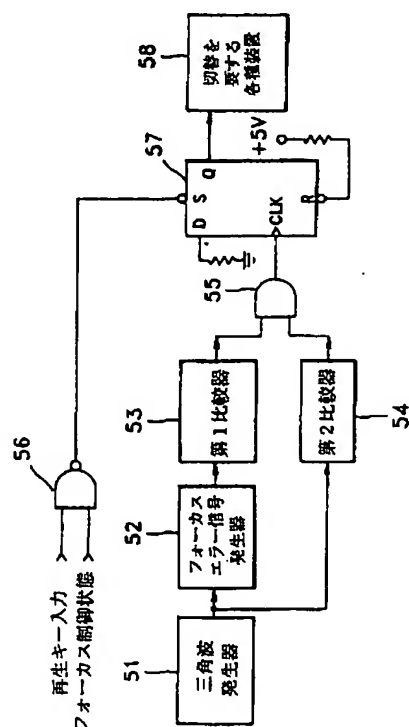 再生キー入力
フォーカス制御状態
56
51
三角波
発生器
52
フォーカス
エラー信号
発生器
53
第1比較器
54
第2比較器
55
57
D
S
Q
CLK
R
+5V
58
切替を
要する
各種装置